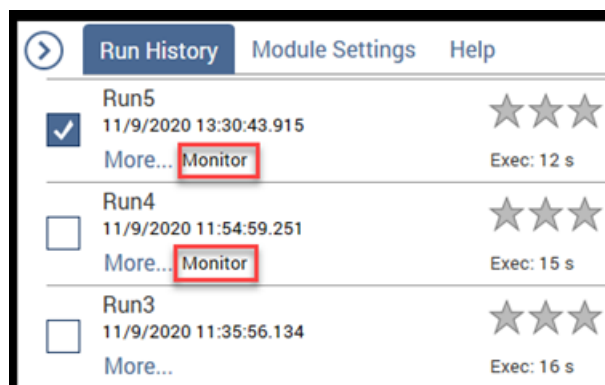 Run History Module Settings Help
Run5
11/9/2020 13:30:43.915
More... Monitor Exec: 12 s
Run4
11/9/2020 11:54:59.251
More... Monitor Exec: 15 s
Run3
11/9/2020 11:35:56.134
More... Exec: 16 s